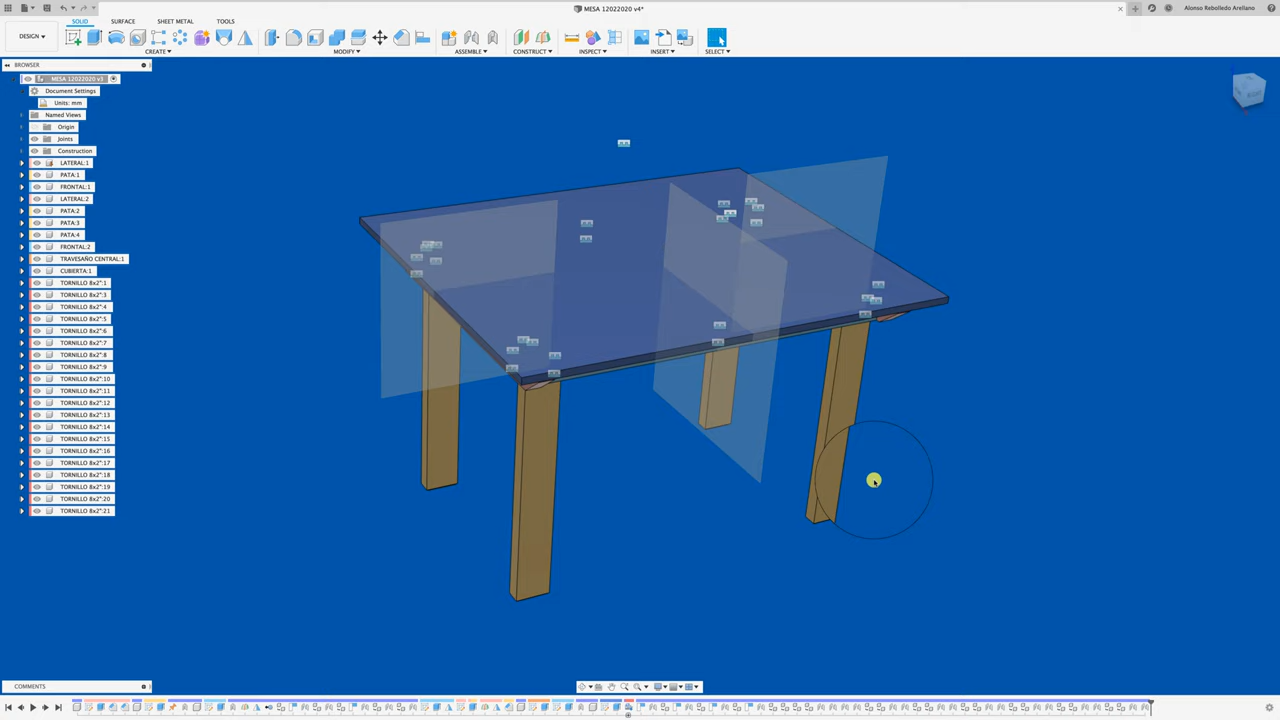 MESA 12022020 v4*
Alonso Rebolledo Arellano
DESIGN
SOLID
SURFACE
SHEET METAL
TOOLS
CREATE
MODIFY
ASSEMBLE
CONSTRUCT
INSPECT
INSERT
SELECT
BROWSER
MESA 12022020 v3
Document Settings
Units: mm
Named Views
Origin
Joints
Construction
LATERAL:1
PATA:1
FRONTAL:1
LATERAL:2
PATA:2
PATA:3
PATA:4
FRONTAL:2
TRAVESAÑO CENTRAL:1
CUBIERTA:1
TORNILLO 8x2":1
TORNILLO 8x2":3
TORNILLO 8x2":4
TORNILLO 8x2":5
TORNILLO 8x2":6
TORNILLO 8x2":7
TORNILLO 8x2":8
TORNILLO 8x2":9
TORNILLO 8x2":10
TORNILLO 8x2":11
TORNILLO 8x2":12
TORNILLO 8x2":13
TORNILLO 8x2":14
TORNILLO 8x2":15
TORNILLO 8x2":16
TORNILLO 8x2":17
TORNILLO 8x2":18
TORNILLO 8x2":19
TORNILLO 8x2":20
TORNILLO 8x2":21
COMMENTS